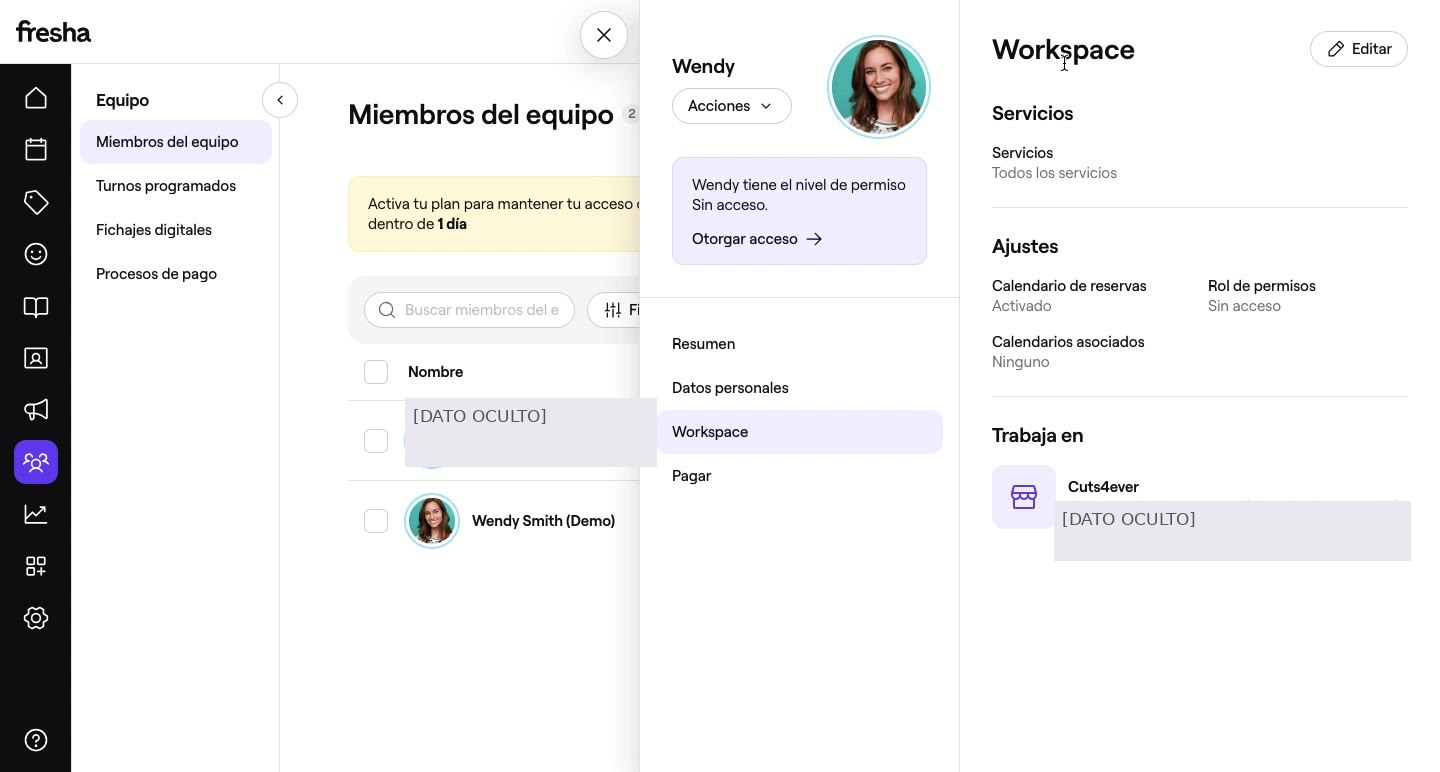 fresha
Equipo
Miembros del equipo
Turnos programados
Fichajes digitales
Procesos de pago
Miembros del equipo 2
Activa tu plan para mantener tu acceso
dentro de 1 día
Buscar miembros del e
Fi
Nombre
[DATO OCULTO]
Wendy Smith (Demo)
Wendy
Acciones
Wendy tiene el nivel de permiso
Sin acceso.
Otorgar acceso
Resumen
Datos personales
Workspace
Pagar
Workspace
Editar
Servicios
Servicios
Todos los servicios
Ajustes
Calendario de reservas
Activado
Rol de permisos
Sin acceso
Calendarios asociados
Ninguno
Trabaja en
Cuts4ever
[DATO OCULTO]